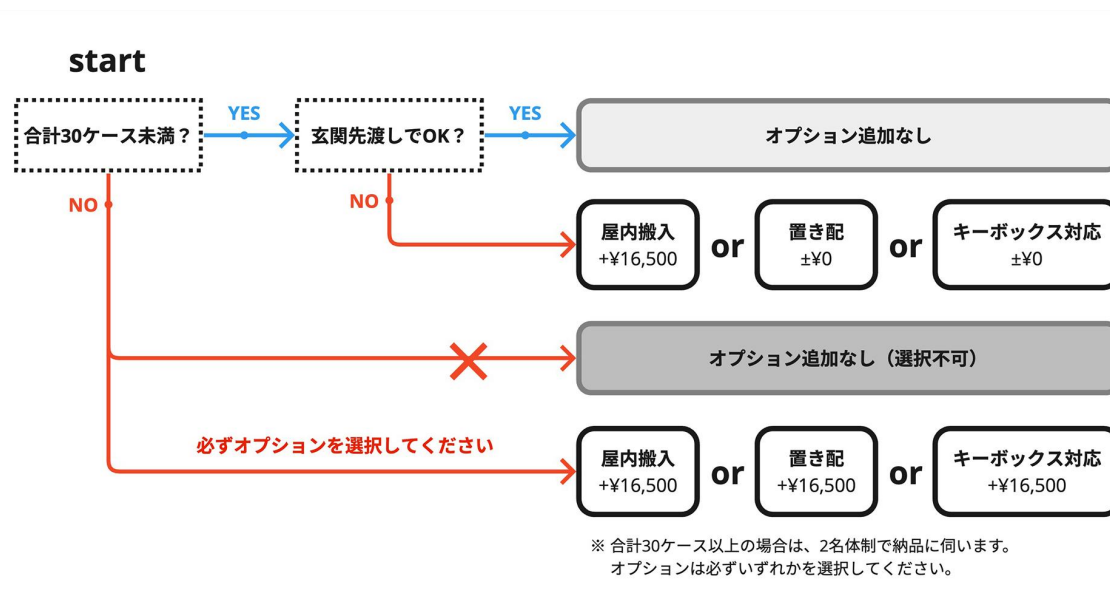 start
合計30ケース未満？
YES
玄関先渡しでOK？
YES
オプション追加なし
NO
NO
屋内搬入
+¥16,500
or
置き配
±¥0
or
キーボックス対応
±¥0
オプション追加なし（選択不可）
必ずオプションを選択してください
屋内搬入
+¥16,500
or
置き配
+¥16,500
or
キーボックス対応
+¥16,500
※ 合計30ケース以上の場合は、2名体制で納品に伺います。
オプションは必ずいずれかを選択してください。